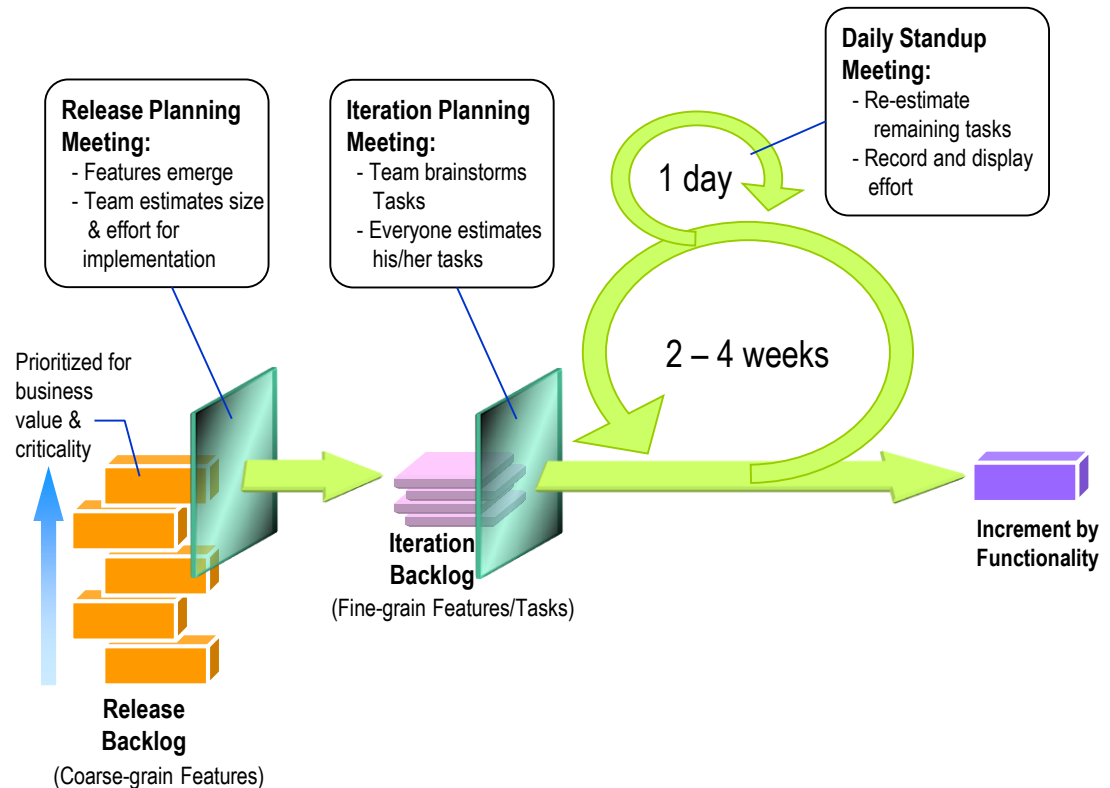 Release Planning
Meeting:
- Features emerge
- Team estimates size
& effort for
implementation
Iteration Planning
Meeting:
- Team brainstorms
Tasks
- Everyone estimates
his/her tasks
Daily Standup
Meeting:
- Re-estimate
remaining tasks
- Record and display
effort
1 day
2 – 4 weeks
Prioritized for
business
value &
criticality
Iteration
Backlog
(Fine-grain Features/Tasks)
Increment by
Functionality
Release
Backlog
(Coarse-grain Features)